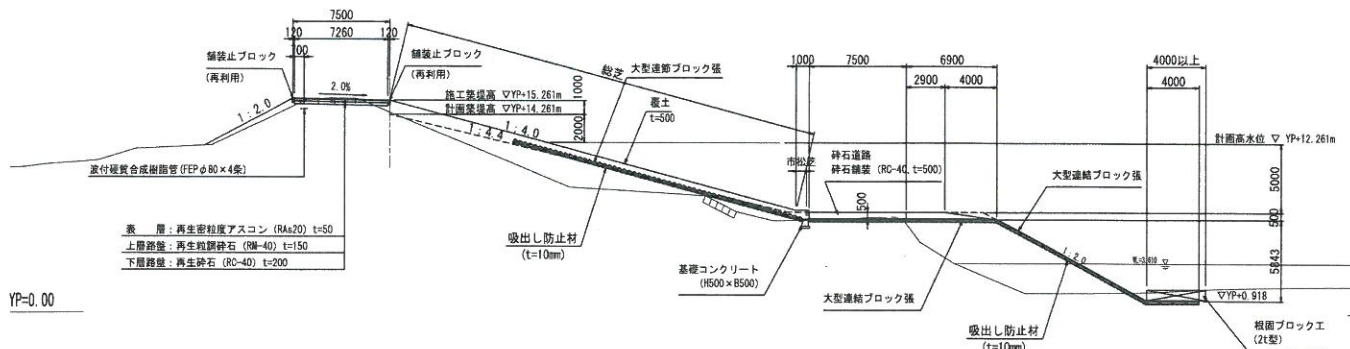 7500
120
7260
120
舗装止ブロック
(再利用)
舗装止ブロック
(再利用)
2.0%
1:2.0
総芝
大型連節ブロック張
施工築堤高 ▽YP+15.261m
計画築堤高 ▽YP+14.261m
1000
2000
覆土
t=500
1:4.4
1:4.0
波付硬質合成樹脂管(FEPφ80×4条)
表 層:再生密粒度アスコン (RAs20) t=50
上層路盤:再生粒調砕石 (RM-40) t=150
下層路盤:再生砕石 (RC-40) t=200
吸出し防止材
(t=10mm)
1000
7500
6900
2900
4000
4000以上
4000
市松芝
砕石道路
砕石舗装 (RC-40, t=500)
500
計画高水位 ▽ YP+12.261m
大型連結ブロック張
5000
500
5843
基礎コンクリート
(H500×B500)
大型連結ブロック張
1:2.0
▽YP+0.918
吸出し防止材
(t=10mm)
根固ブロック工
(2t型)
YP=0.00